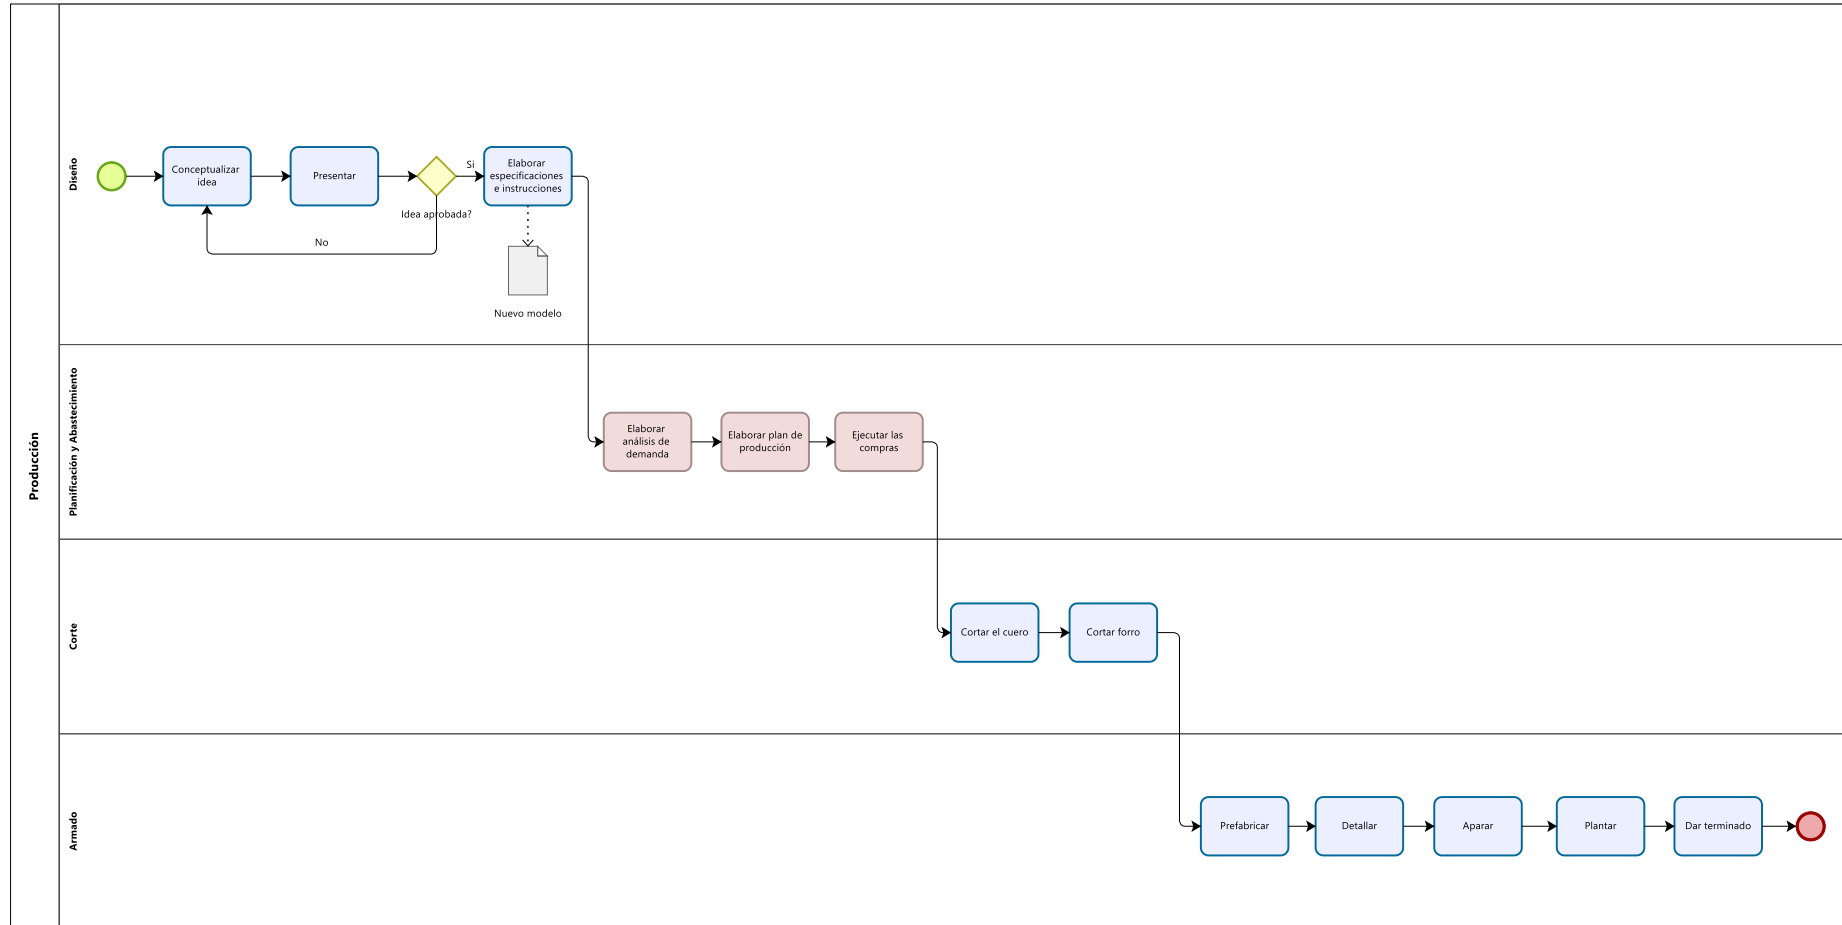 Producción
Diseño
Conceptualizar
idea
Presentar
Idea aprobada?
Si
No
Elaborar
especificaciones
e instrucciones
Nuevo modelo
Planificación y Abastecimiento
Elaborar
análisis de
demanda
Elaborar plan de
producción
Ejecutar las
compras
Corte
Cortar el cuero
Cortar forro
Armado
Prefabricar
Detallar
Aparar
Plantar
Dar terminado